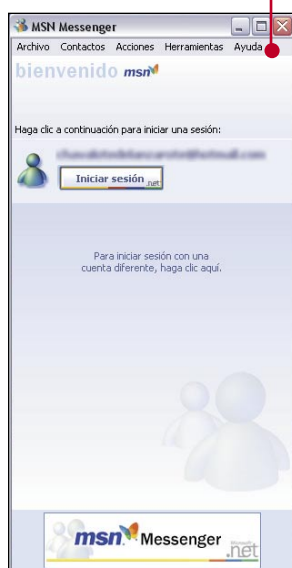 MSN Messenger
Archivo Contactos Acciones Herramientas Ayuda
bienvenido msn
Haga clic a continuación para iniciar una sesión:
Iniciar sesión .net
Para iniciar sesión con una
cuenta diferente, haga clic aquí.
msn Messenger
.net